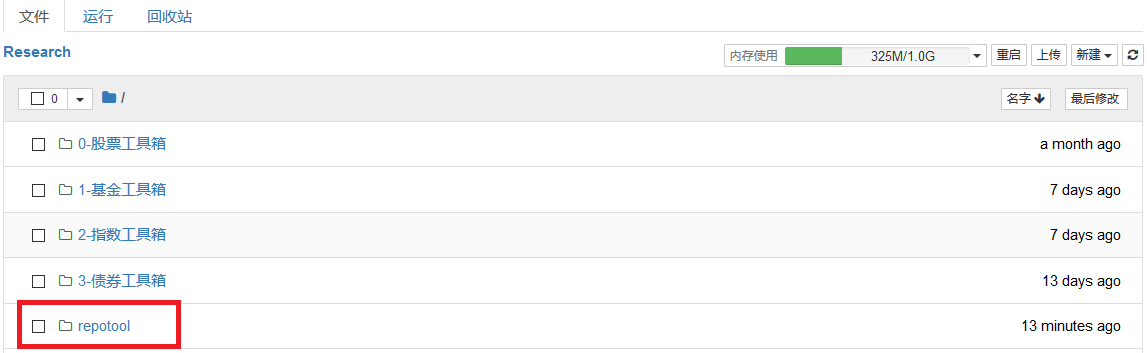 文件 运行 回收站
Research 内存使用 325M/1.0G 重启 上传 新建
0 / 名字 最后修改
0-股票工具箱 a month ago
1-基金工具箱 7 days ago
2-指数工具箱 7 days ago
3-债券工具箱 13 days ago
repotool 13 minutes ago